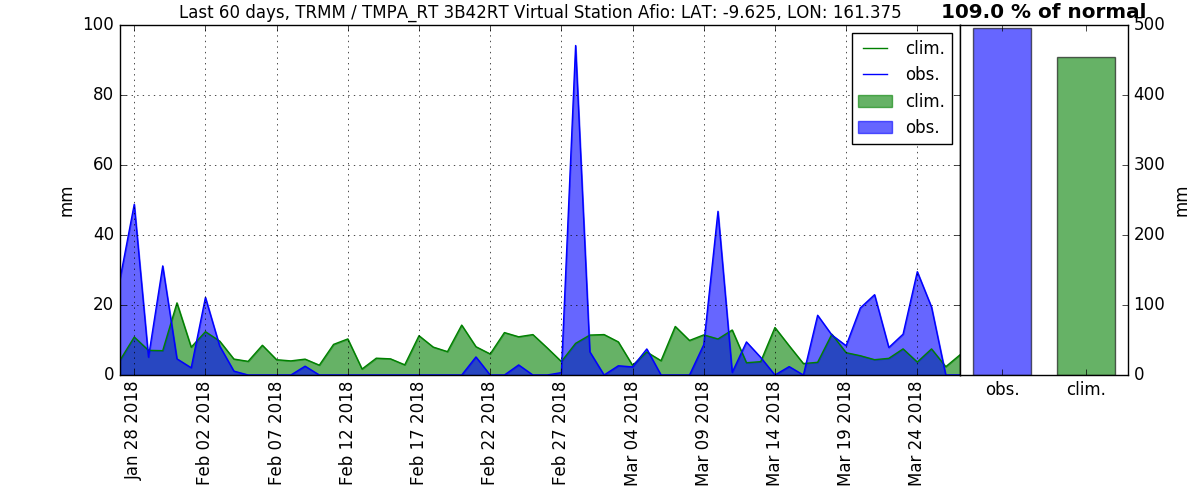 Last 60 days, TRMM / TMPA_RT 3B42RT Virtual Station Afio: LAT: -9.625, LON: 161.375
109.0 % of normal
100
80
60
40
20
0
mm
clim.
obs.
clim.
obs.
500
400
300
200
100
0
mm
obs.
clim.
Jan 28 2018
Feb 02 2018
Feb 07 2018
Feb 12 2018
Feb 17 2018
Feb 22 2018
Feb 27 2018
Mar 04 2018
Mar 09 2018
Mar 14 2018
Mar 19 2018
Mar 24 2018